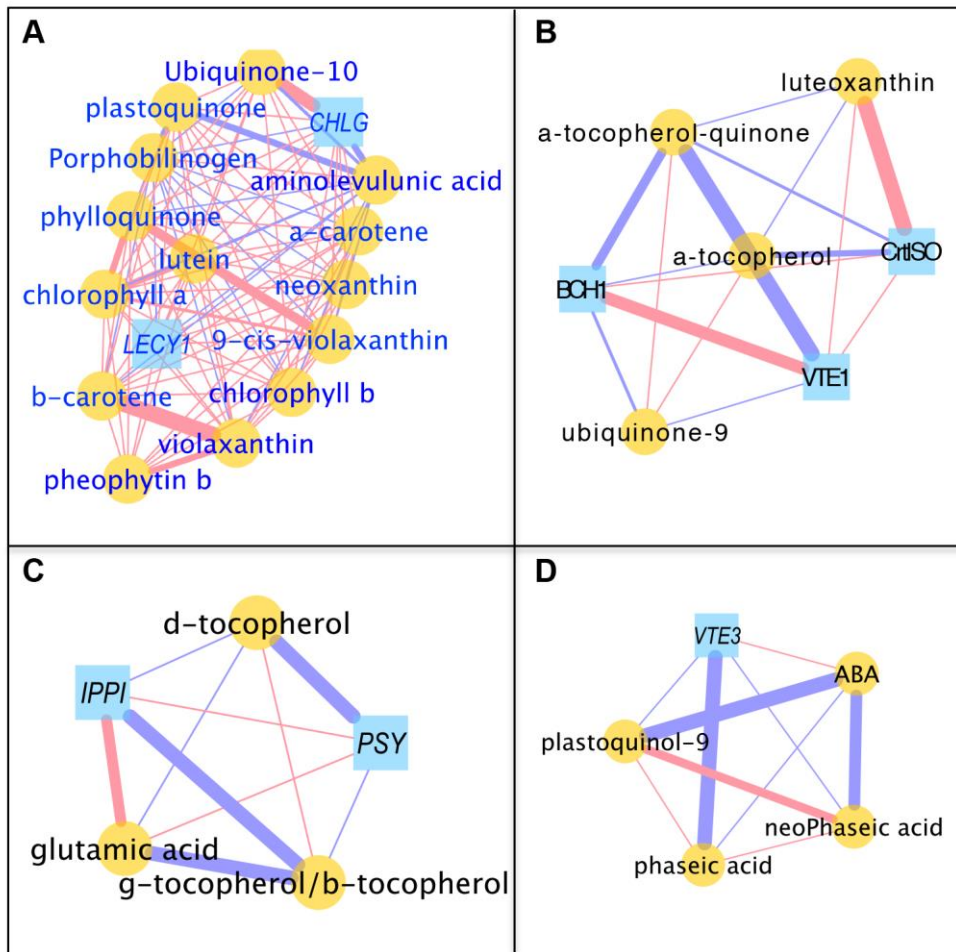 A
Ubiquinone-10
plastoquinone
CHLG
Porphobilinogen
aminolevulunic acid
phylloquinone
a-carotene
lutein
chlorophyll a
neoxanthin
LECY1
9-cis-violaxanthin
b-carotene
chlorophyll b
violaxanthin
pheophytin b
B
luteoxanthin
a-tocopherol-quinone
a-tocopherol
CrtISO
BCH1
VTE1
ubiquinone-9
C
d-tocopherol
IPPI
PSY
glutamic acid
g-tocopherol/b-tocopherol
D
VTE3
ABA
plastoquinol-9
neoPhaseic acid
phaseic acid